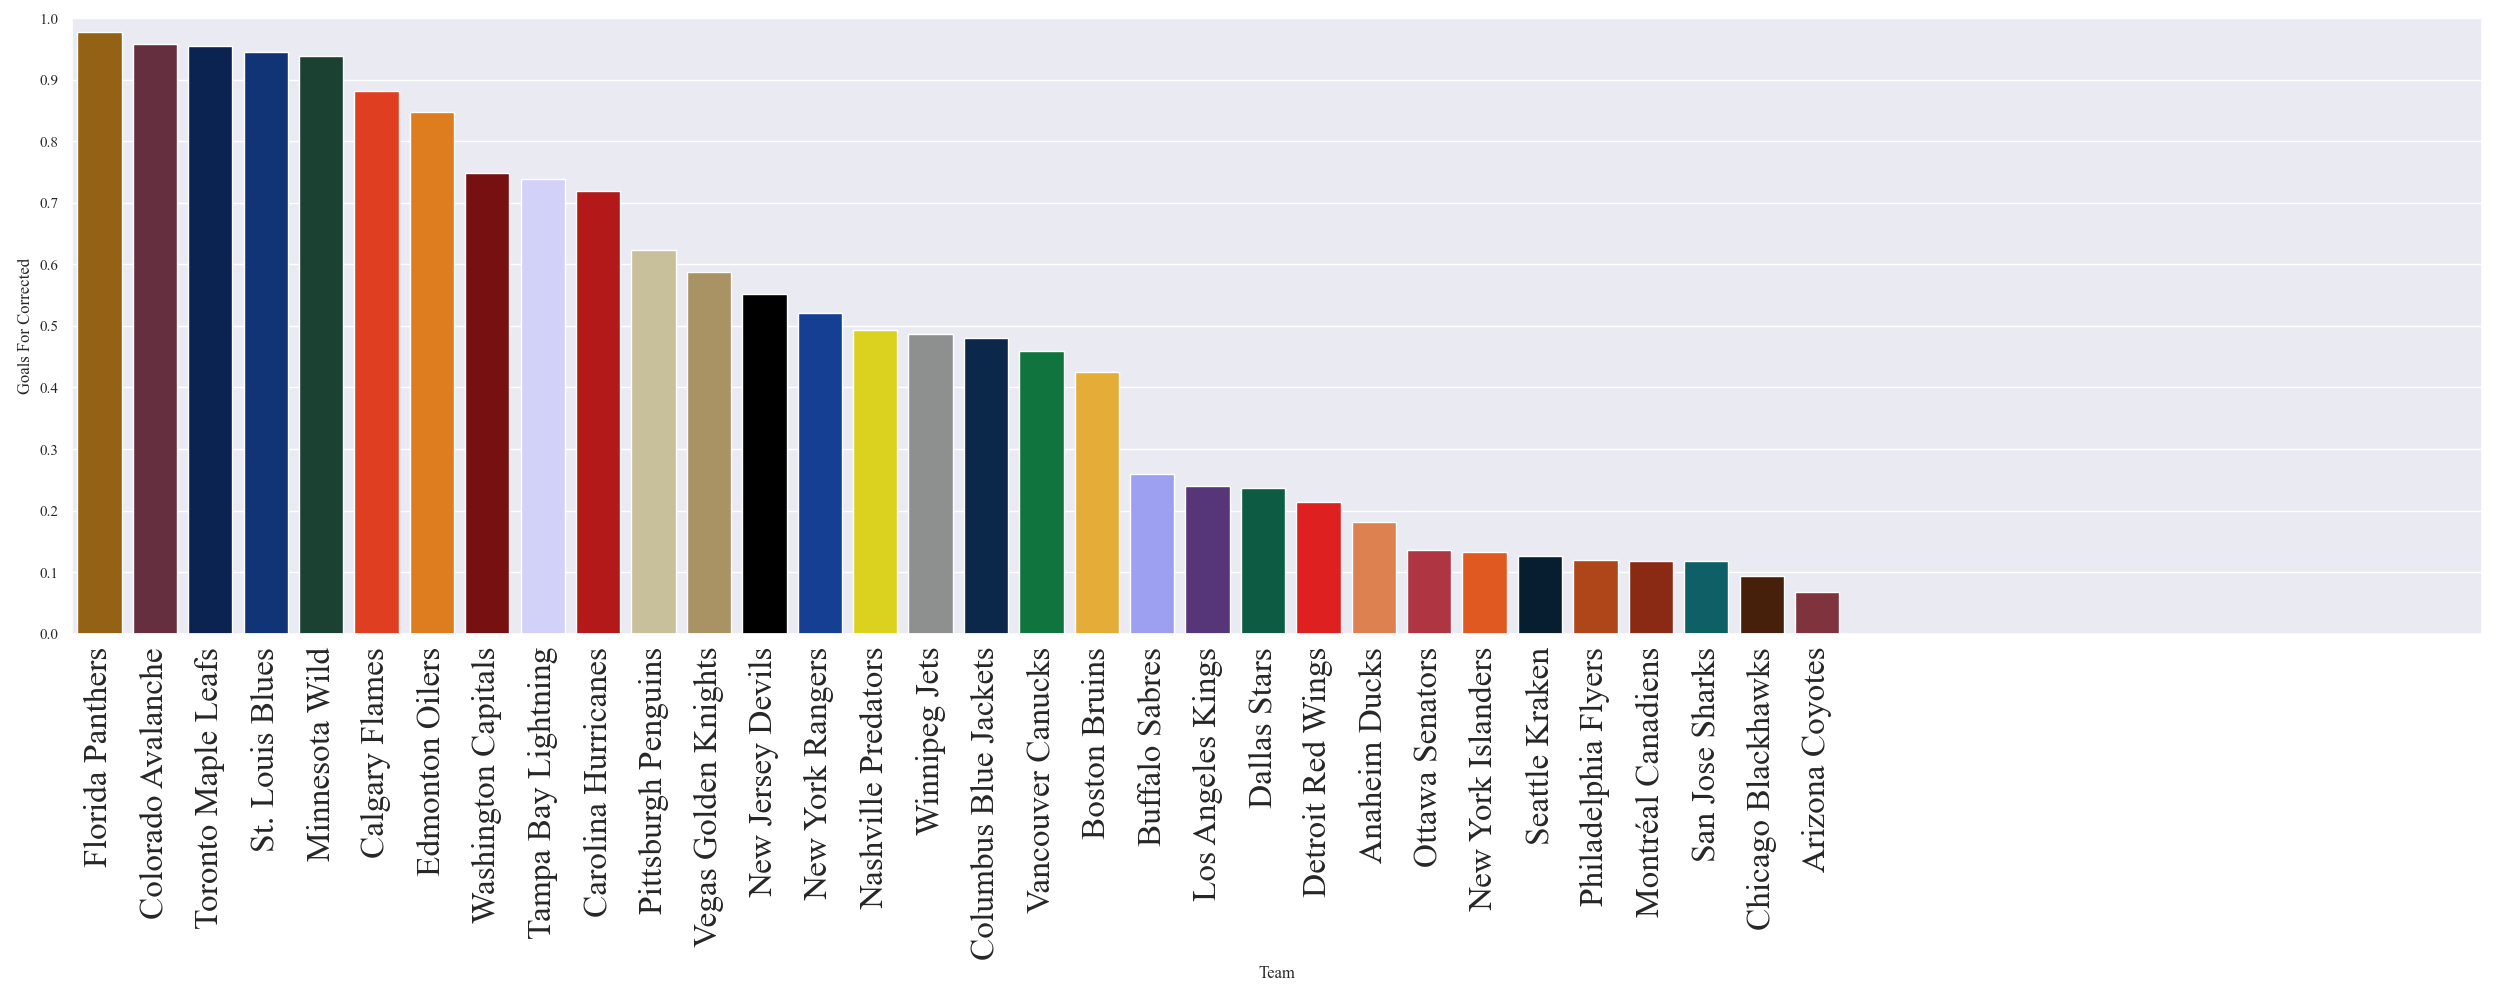 1.0
0.9
0.8
0.7
0.6
0.5
0.4
0.3
0.2
0.1
0.0
Goals For Corrected
Florida Panthers
Colorado Avalanche
Toronto Maple Leafs
St. Louis Blues
Minnesota Wild
Calgary Flames
Edmonton Oilers
Washington Capitals
Tampa Bay Lightning
Carolina Hurricanes
Pittsburgh Penguins
Vegas Golden Knights
New Jersey Devils
New York Rangers
Nashville Predators
Winnipeg Jets
Columbus Blue Jackets
Vancouver Canucks
Boston Bruins
Buffalo Sabres
Los Angeles Kings
Dallas Stars
Detroit Red Wings
Anaheim Ducks
Ottawa Senators
New York Islanders
Seattle Kraken
Philadelphia Flyers
Montréal Canadiens
San Jose Sharks
Chicago Blackhawks
Arizona Coyotes
Team